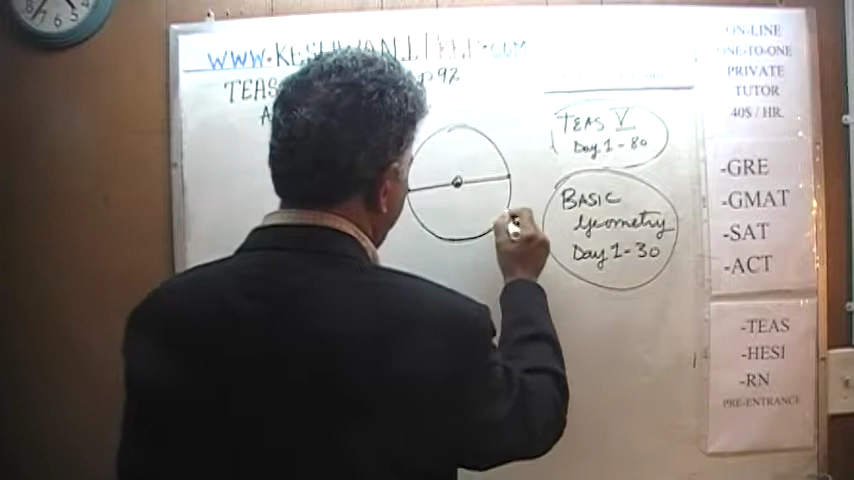 TEAS
p 92
TEAS V
Day 1 - 80
BASIC
Geometry
Day 1 - 30
ON-LINE
ONE-TO-ONE
PRIVATE
TUTOR
40$ / HR.
-GRE
-GMAT
-SAT
-ACT
-TEAS
-HESI
-RN
PRE-ENTRANCE